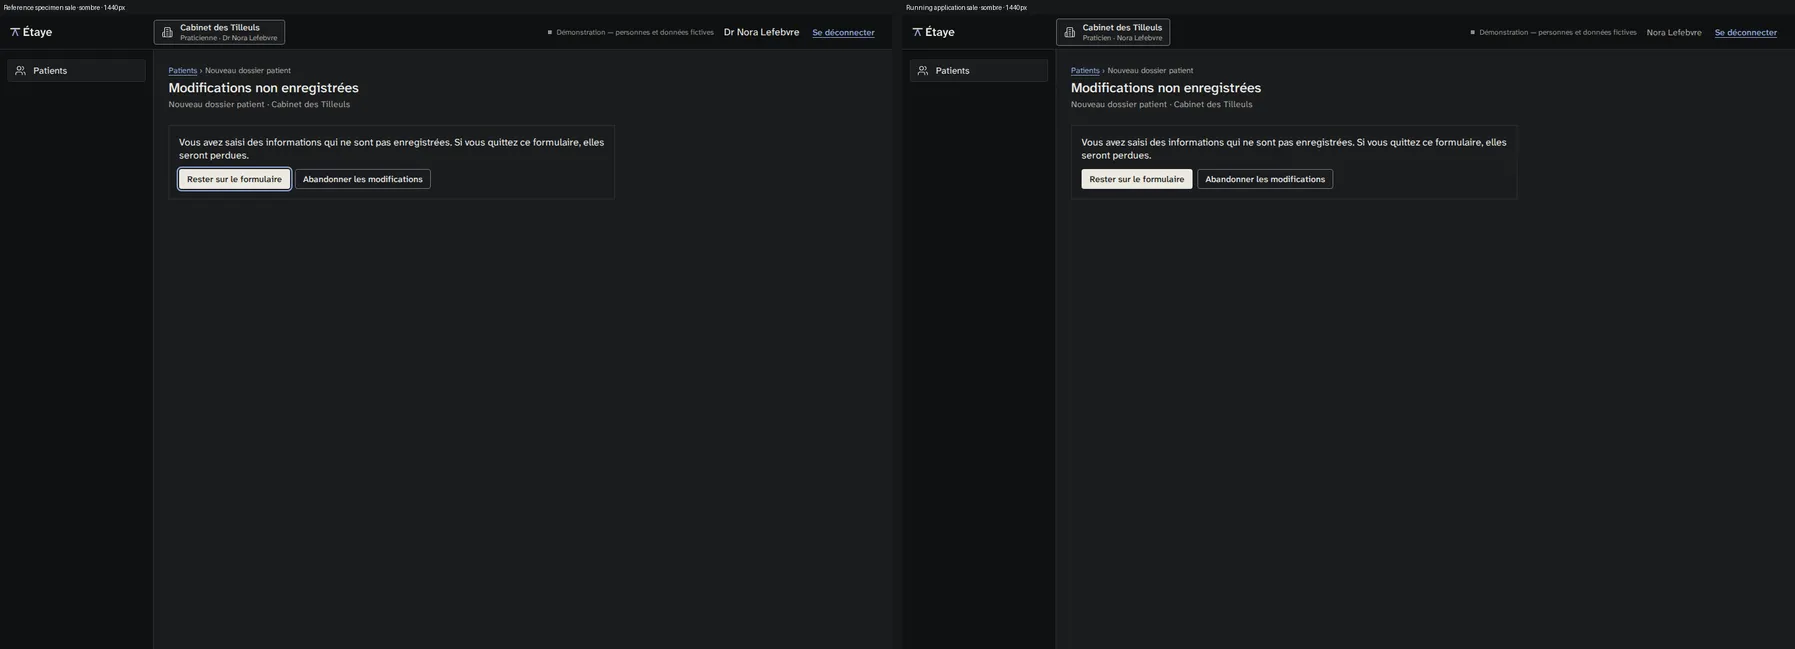 Reference specimen sale · sombre · 1440px
Étaye
Cabinet des Tilleuls
Praticienne · Dr Nora Lefebvre
Démonstration — personnes et données fictives
Dr Nora Lefebvre
Se déconnecter
Patients
Patients › Nouveau dossier patient
Modifications non enregistrées
Nouveau dossier patient · Cabinet des Tilleuls
Vous avez saisi des informations qui ne sont pas enregistrées. Si vous quittez ce formulaire, elles
seront perdues.
Rester sur le formulaire
Abandonner les modifications
Running application sale · sombre · 1440px
Étaye
Cabinet des Tilleuls
Praticien · Nora Lefebvre
Démonstration — personnes et données fictives
Nora Lefebvre
Se déconnecter
Patients
Patients › Nouveau dossier patient
Modifications non enregistrées
Nouveau dossier patient · Cabinet des Tilleuls
Vous avez saisi des informations qui ne sont pas enregistrées. Si vous quittez ce formulaire, elles
seront perdues.
Rester sur le formulaire
Abandonner les modifications